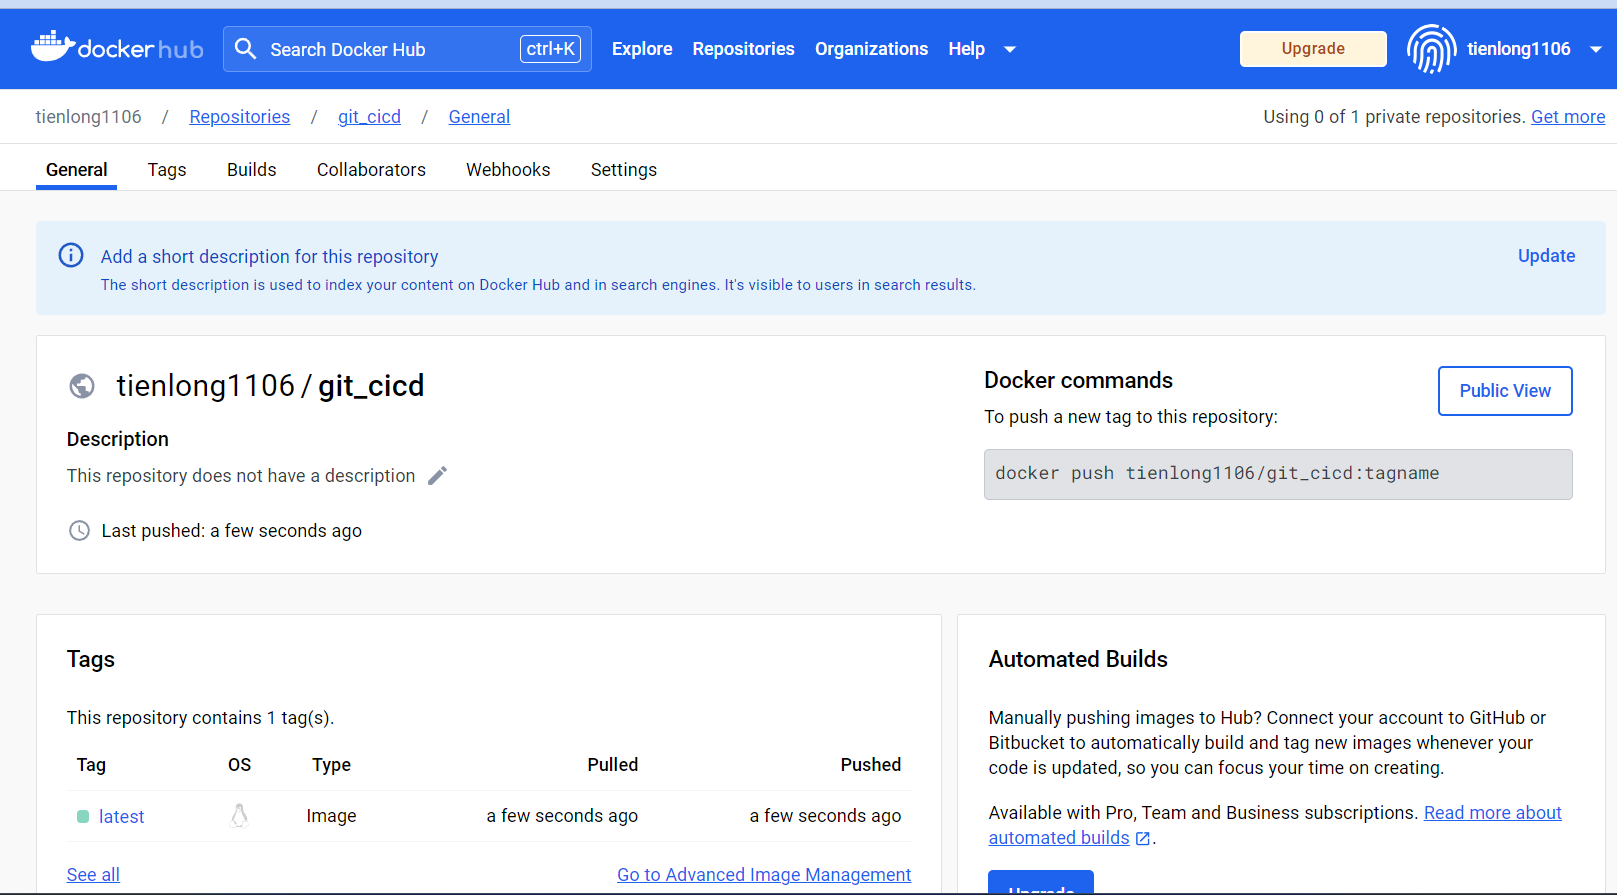 docker hub
Search Docker Hub ctrl+K
Explore Repositories Organizations Help
Upgrade
tienlong1106
tienlong1106 / Repositories / git_cicd / General
Using 0 of 1 private repositories. Get more
General Tags Builds Collaborators Webhooks Settings
Add a short description for this repository
Update
The short description is used to index your content on Docker Hub and in search engines. It's visible to users in search results.
tienlong1106 / git_cicd
Description
This repository does not have a description
Last pushed: a few seconds ago
Docker commands
Public View
To push a new tag to this repository:
docker push tienlong1106/git_cicd:tagname
Tags
This repository contains 1 tag(s).
Tag OS Type Pulled Pushed
latest Image a few seconds ago a few seconds ago
See all Go to Advanced Image Management
Automated Builds
Manually pushing images to Hub? Connect your account to GitHub or
Bitbucket to automatically build and tag new images whenever your
code is updated, so you can focus your time on creating.
Available with Pro, Team and Business subscriptions. Read more about
automated builds .
Upgrade